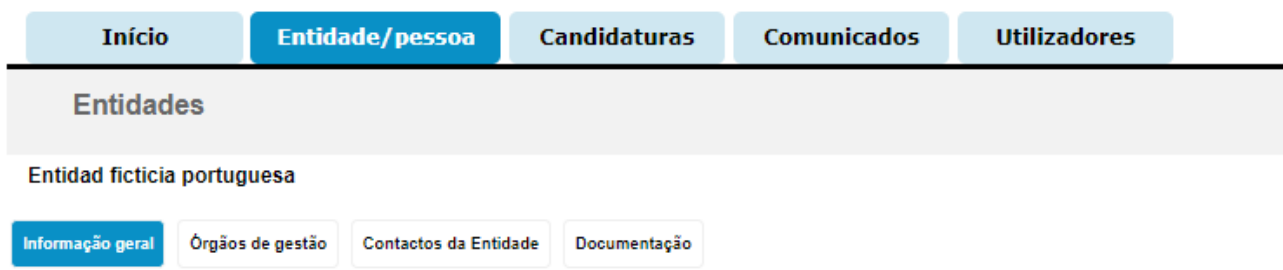 Início Entidade/pessoa Candidaturas Comunicados Utilizadores
Entidades
Entidad ficticia portuguesa
Informação geral Órgãos de gestão Contactos da Entidade Documentação